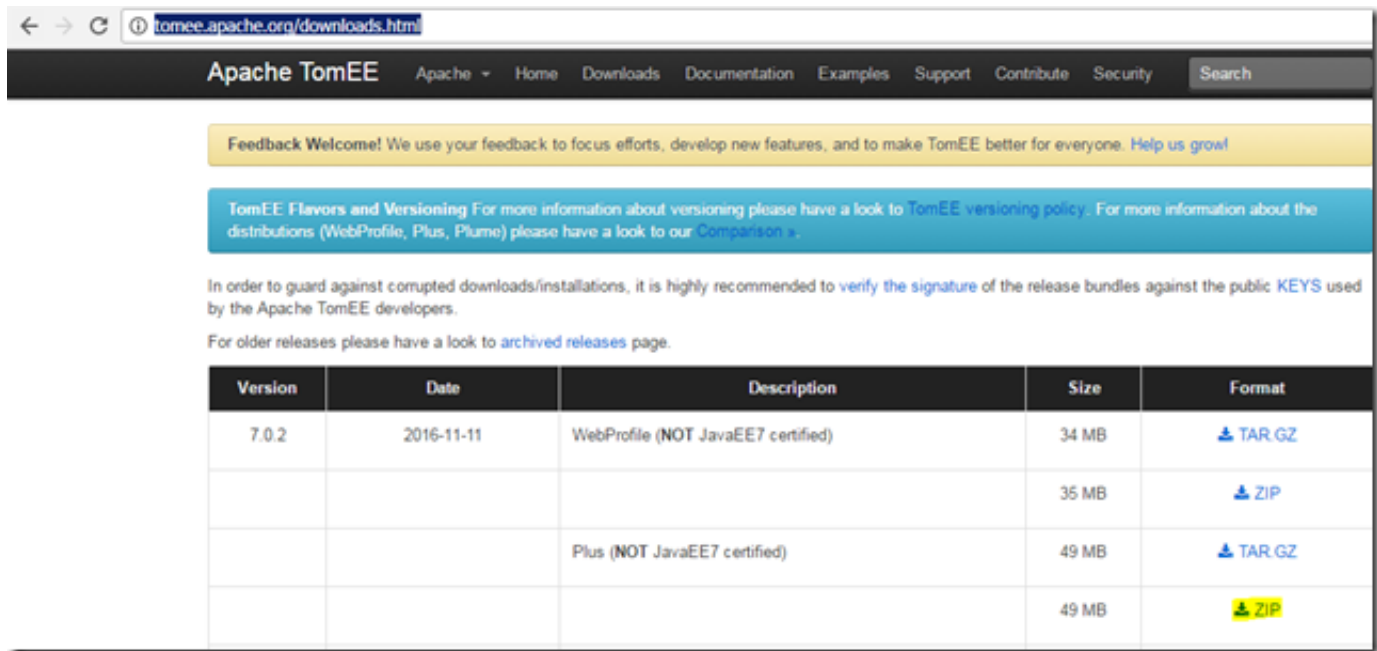 tomee.apache.org/downloads.html
Apache TomEE Apache Home Downloads Documentation Examples Support Contribute Security Search
Feedback Welcome! We use your feedback to focus efforts, develop new features, and to make TomEE better for everyone. Help us grow!
TomEE Flavors and Versioning For more information about versioning please have a look to TomEE versioning policy. For more information about the
distributions (WebProfile, Plus, Plume) please have a look to our Comparison ».
In order to guard against corrupted downloads/installations, it is highly recommended to verify the signature of the release bundles against the public KEYS used
by the Apache TomEE developers.
For older releases please have a look to archived releases page.
Version Date Description Size Format
7.0.2 2016-11-11 WebProfile (NOT JavaEE7 certified) 34 MB TAR.GZ
35 MB ZIP
Plus (NOT JavaEE7 certified) 49 MB TAR.GZ
49 MB ZIP